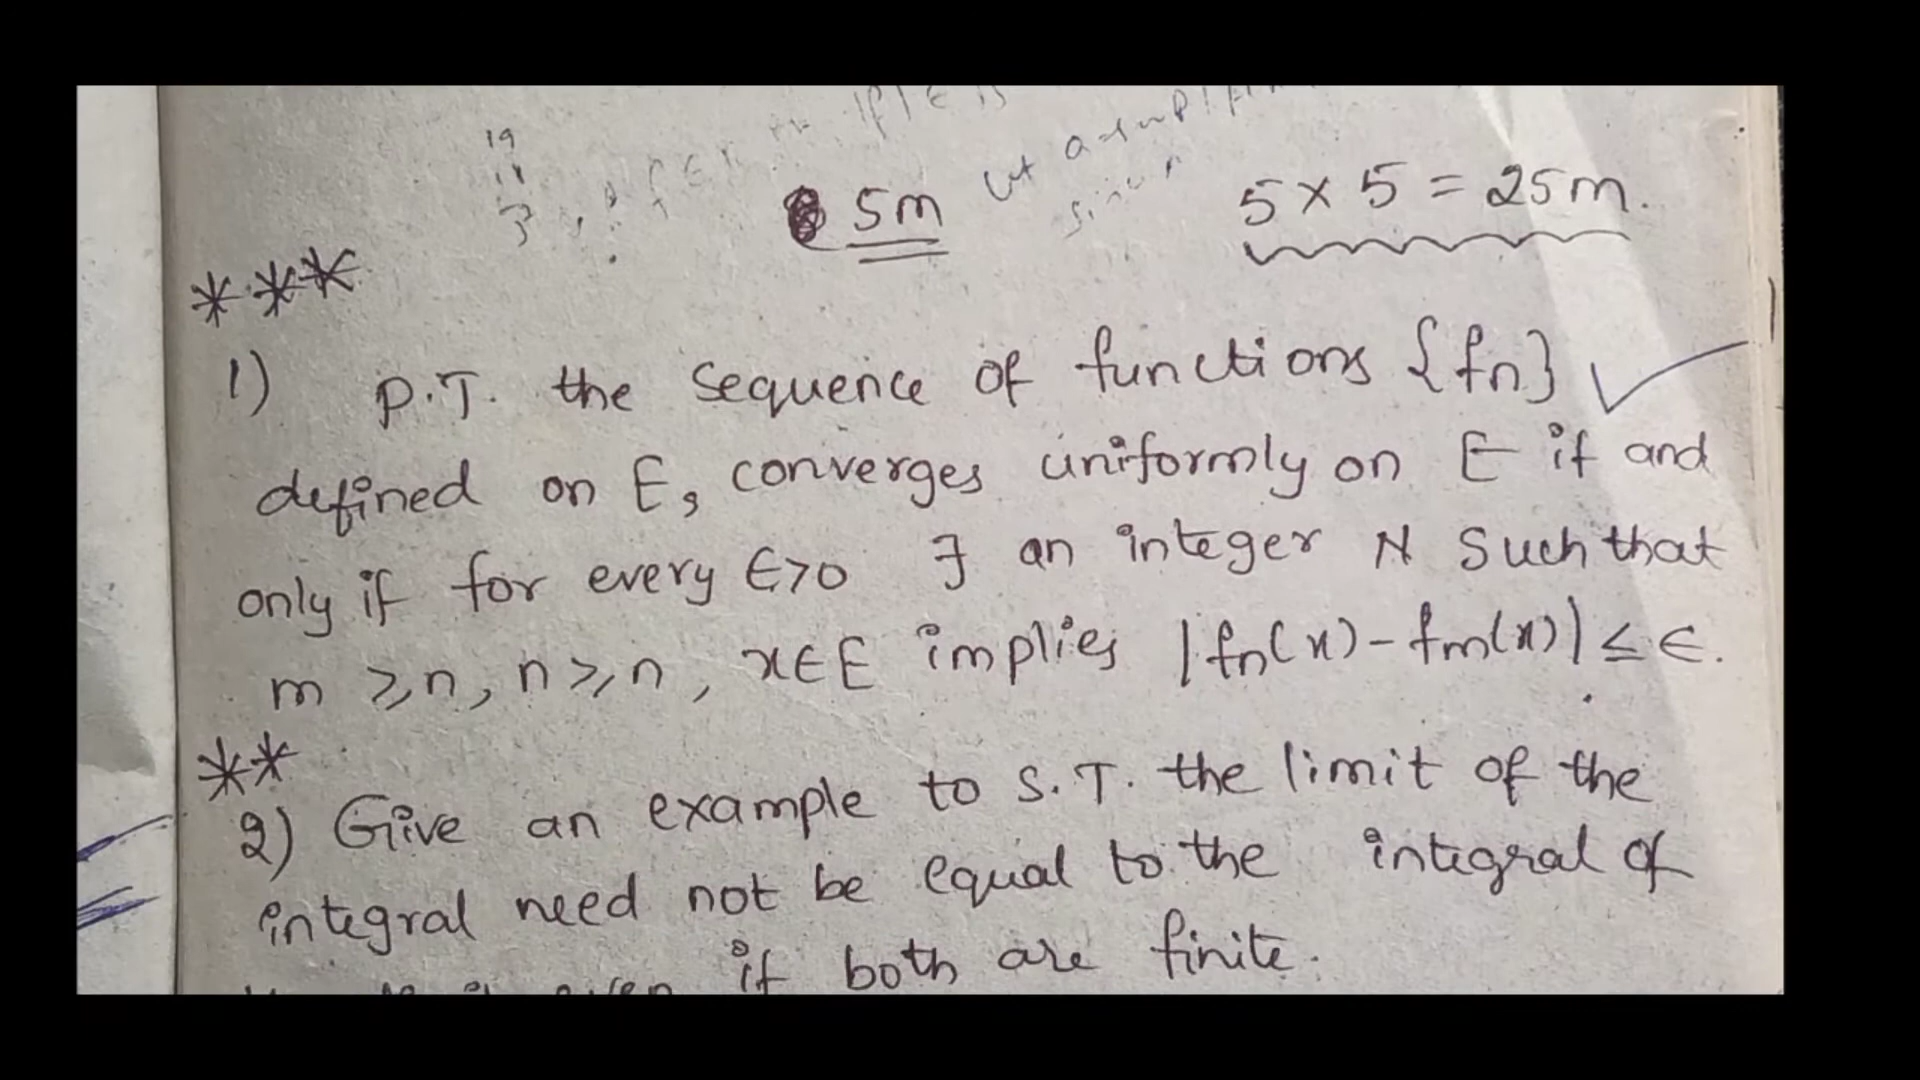 19
5m
5 x 5 = 25m.
***
1) P.T. the sequence of functions {fn} ✓
defined on E, converges uniformly on E if and
only if for every ε>0 ∃ an integer N Such that
m ≥ n, n ≥ n, x∈E implies |fn(x) - fm(x)| ≤ ∈.
**
2) Give an example to S.T. the limit of the
integral need not be equal to the integral of
even if both are finite.